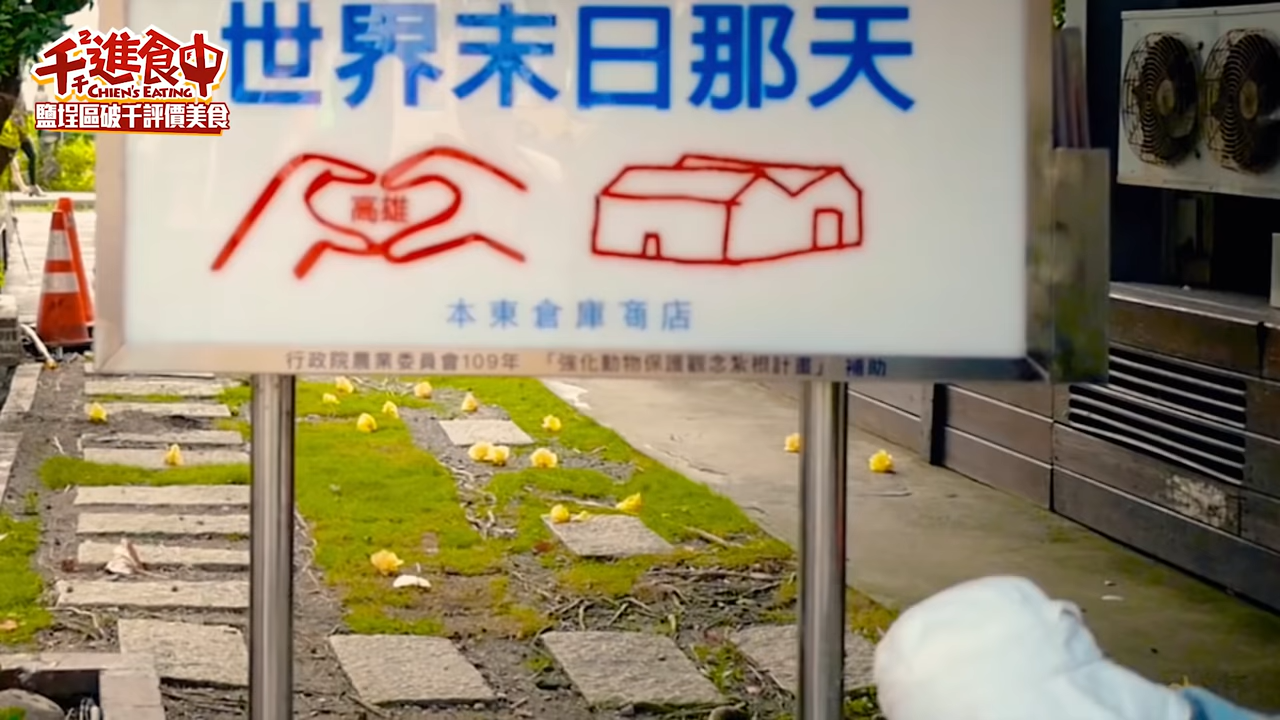 千千進食中
CHIEN'S EATING
鹽埕區破千評價美食
世界末日那天
高雄
本東倉庫商店
行政院農業委員會109年 「強化動物保護觀念紮根計畫」 補助